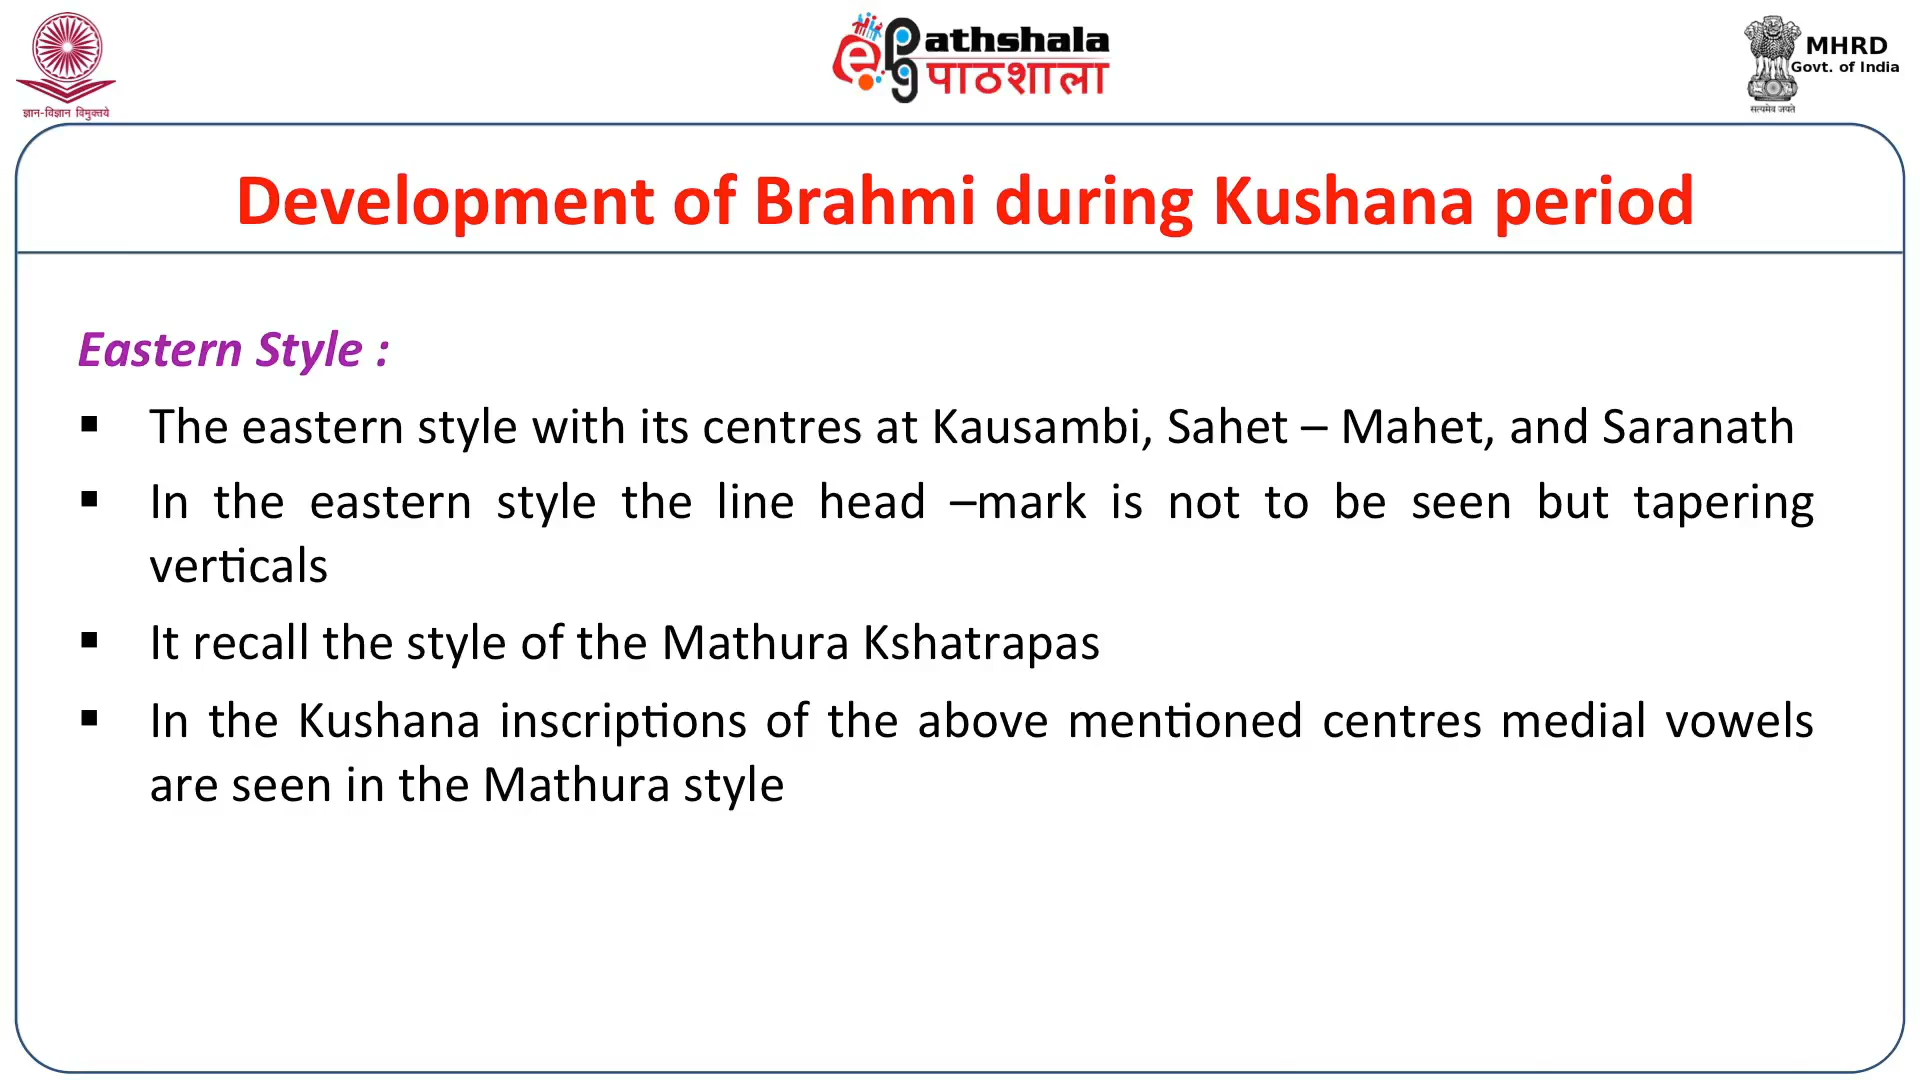 ज्ञान-विज्ञान विमुक्तये
e PG Pathshala
पाठशाला
MHRD
Govt. of India
सत्यमेव जयते
Development of Brahmi during Kushana period
Eastern Style :
▪ The eastern style with its centres at Kausambi, Sahet – Mahet, and Saranath
▪ In the eastern style the line head –mark is not to be seen but tapering
verticals
▪ It recall the style of the Mathura Kshatrapas
▪ In the Kushana inscriptions of the above mentioned centres medial vowels
are seen in the Mathura style